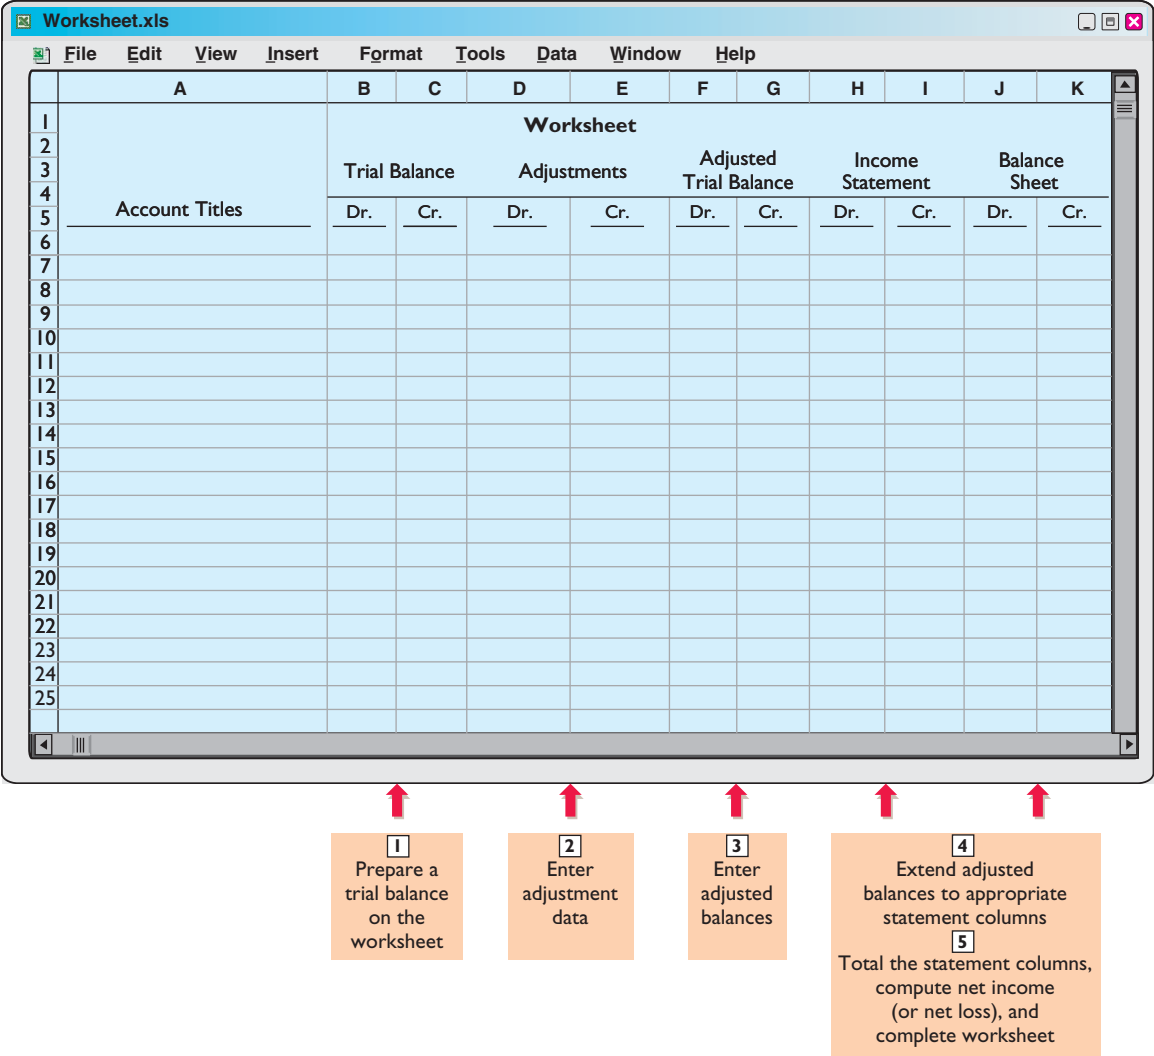 Worksheet.xls
File Edit View Insert Format Tools Data Window Help
A B C D E F G H I J K
1
Worksheet
2
3
Trial Balance Adjustments Adjusted Trial Balance Income Statement Balance Sheet
4
Account Titles
5
Dr. Cr. Dr. Cr. Dr. Cr. Dr. Cr. Dr. Cr.
6
7
8
9
10
11
12
13
14
15
16
17
18
19
20
21
22
23
24
25
1
Prepare a
trial balance
on the
worksheet
2
Enter
adjustment
data
3
Enter
adjusted
balances
4
Extend adjusted
balances to appropriate
statement columns
5
Total the statement columns,
compute net income
(or net loss), and
complete worksheet